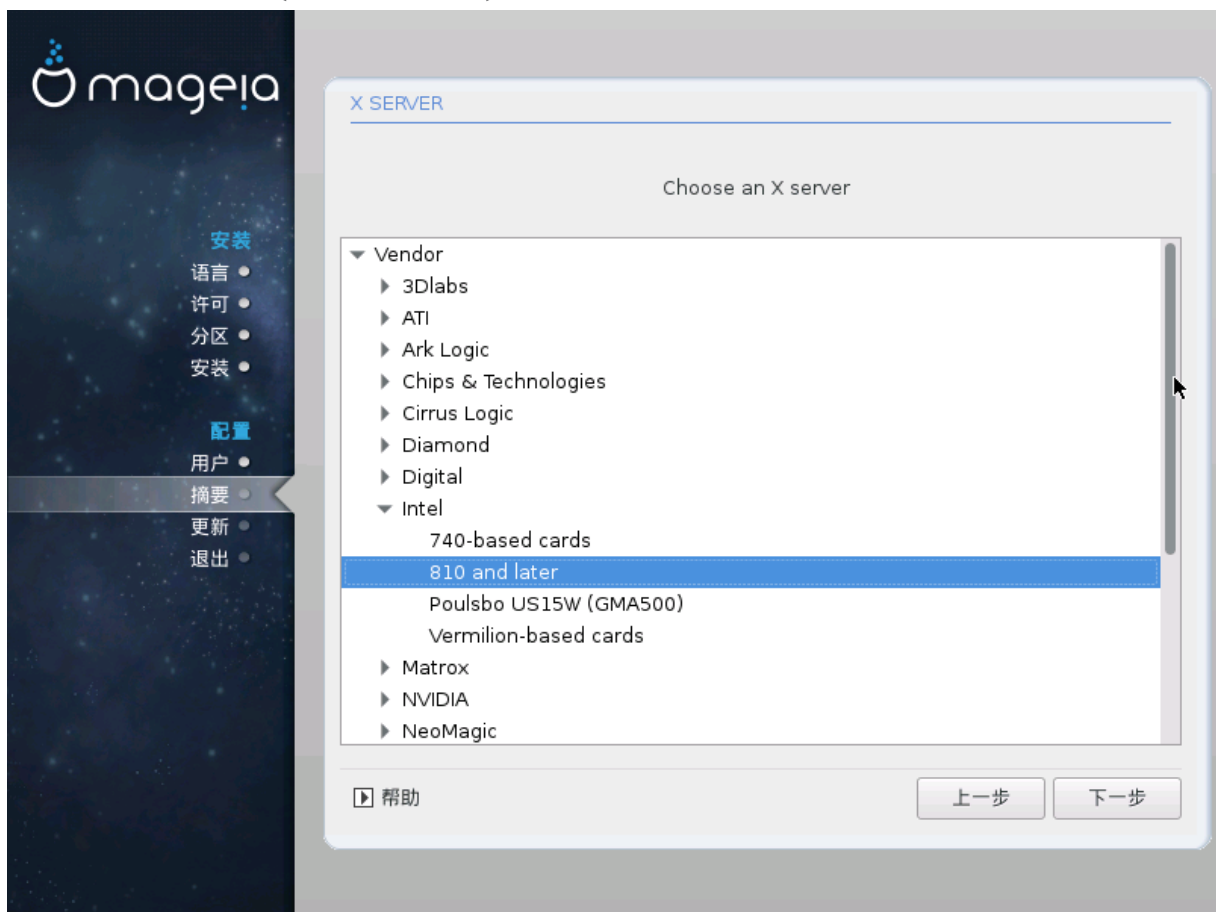 mageia
安装
语言
许可
分区
安装
配置
用户
摘要
更新
退出
X SERVER
Choose an X server
Vendor
3Dlabs
ATI
Ark Logic
Chips & Technologies
Cirrus Logic
Diamond
Digital
Intel
740-based cards
810 and later
Poulsbo US15W (GMA500)
Vermilion-based cards
Matrox
NVIDIA
NeoMagic
帮助
上一步
下一步